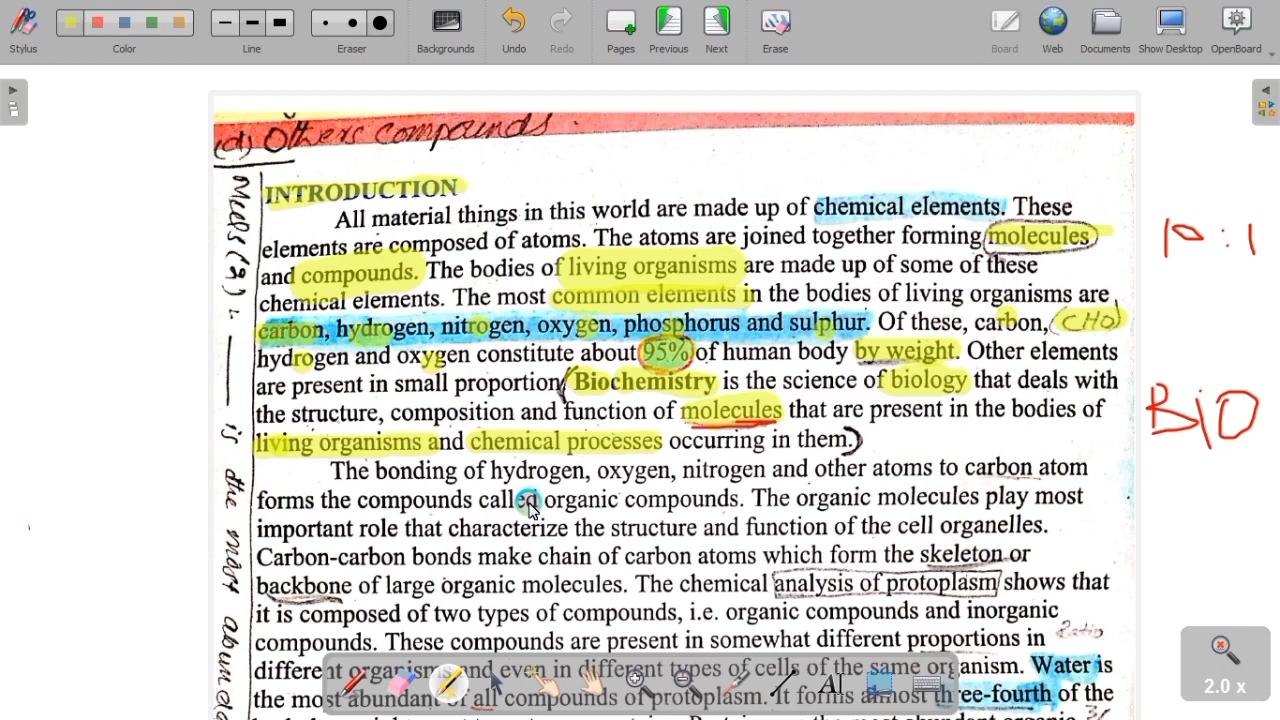 Stylus
Color
Line
Eraser
Backgrounds
Undo
Redo
Pages
Previous
Next
Erase
Board
Web
Documents
Show Desktop
OpenBoard
(d) Others compounds.
INTRODUCTION
All material things in this world are made up of chemical elements. These
elements are composed of atoms. The atoms are joined together forming molecules
and compounds. The bodies of living organisms are made up of some of these
chemical elements. The most common elements in the bodies of living organisms are
carbon, hydrogen, nitrogen, oxygen, phosphorus and sulphur. Of these, carbon, (CHO)
hydrogen and oxygen constitute about 95% of human body by weight. Other elements
are present in small proportion (Biochemistry is the science of biology that deals with
the structure, composition and function of molecules that are present in the bodies of
living organisms and chemical processes occurring in them.)
The bonding of hydrogen, oxygen, nitrogen and other atoms to carbon atom
forms the compounds called organic compounds. The organic molecules play most
important role that characterize the structure and function of the cell organelles.
Carbon-carbon bonds make chain of carbon atoms which form the skeleton or
backbone of large organic molecules. The chemical analysis of protoplasm shows that
it is composed of two types of compounds, i.e. organic compounds and inorganic
compounds. These compounds are present in somewhat different proportions in Ratio
different organisms and even in different types of cells of the same organism. Water is
the most abundant of all compounds of protoplasm. It forms almost three-fourth of the
is the most
10 : 1
BiO
2.0 x